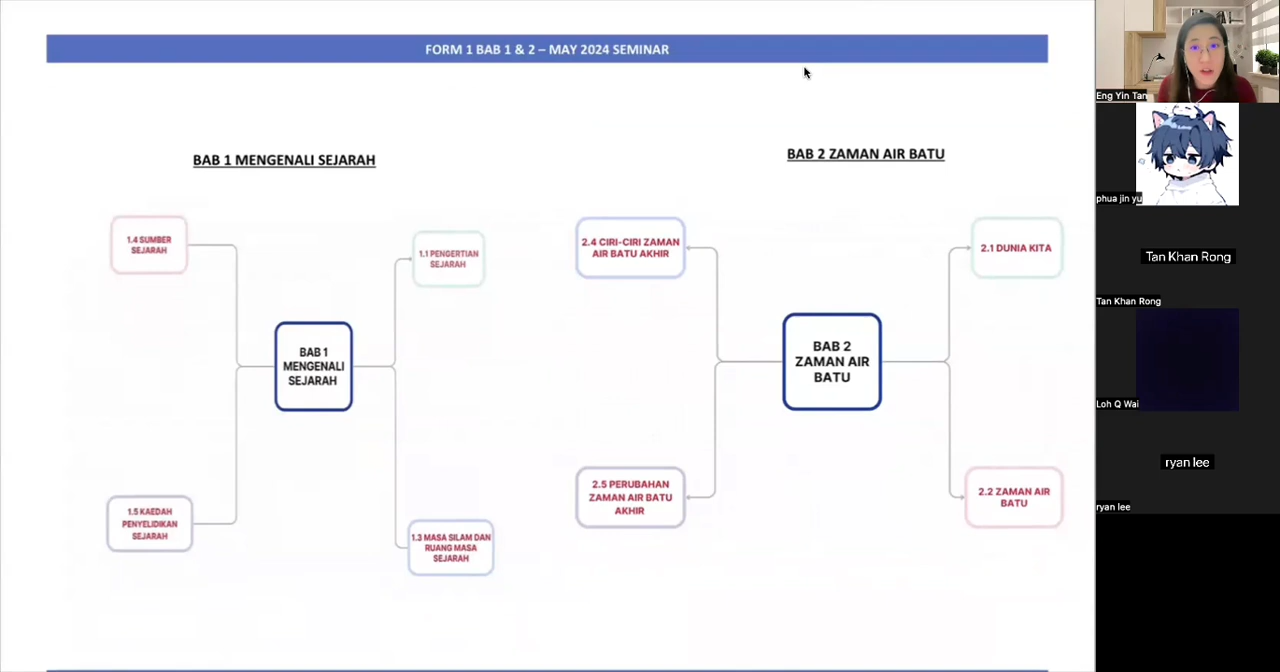 FORM 1 BAB 1 & 2 – MAY 2024 SEMINAR
BAB 1 MENGENALI SEJARAH
1.4 SUMBER
SEJARAH
1.1 PENGERTIAN
SEJARAH
BAB 1
MENGENALI
SEJARAH
1.5 KAEDAH
PENYELIDIKAN
SEJARAH
1.3 MASA SILAM DAN
RUANG MASA
SEJARAH
BAB 2 ZAMAN AIR BATU
2.4 CIRI-CIRI ZAMAN
AIR BATU AKHIR
2.1 DUNIA KITA
BAB 2
ZAMAN AIR
BATU
2.5 PERUBAHAN
ZAMAN AIR BATU
AKHIR
2.2 ZAMAN AIR
BATU
Eng Yin Tan
phua jin yu
Tan Khan Rong
Tan Khan Rong
Loh Q Wai
ryan lee
ryan lee